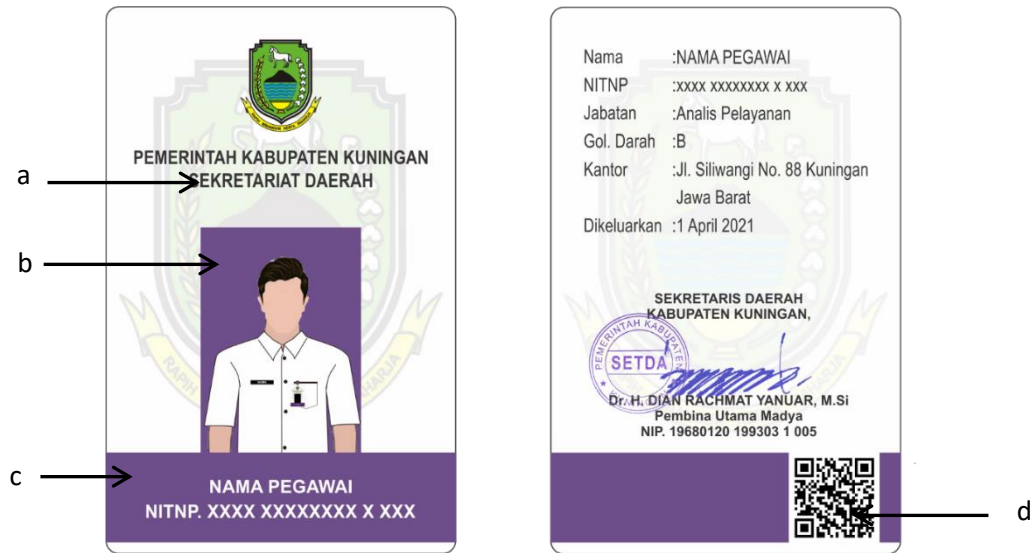 PEMERINTAH KABUPATEN KUNINGAN
SEKRETARIAT DAERAH
a
b
c
NAMA PEGAWAI
NITNP. XXXX XXXXXXXX X XXX
Nama :NAMA PEGAWAI
NITNP :xxxx xxxxxxxx x xxx
Jabatan :Analis Pelayanan
Gol. Darah :B
Kantor :Jl. Siliwangi No. 88 Kuningan
Jawa Barat
Dikeluarkan :1 April 2021
SEKRETARIS DAERAH
KABUPATEN KUNINGAN,
PEMERINTAH KABUPATEN
SETDA
Dr. H. DIAN RACHMAT YANUAR, M.Si
Pembina Utama Madya
NIP. 19680120 199303 1 005
d